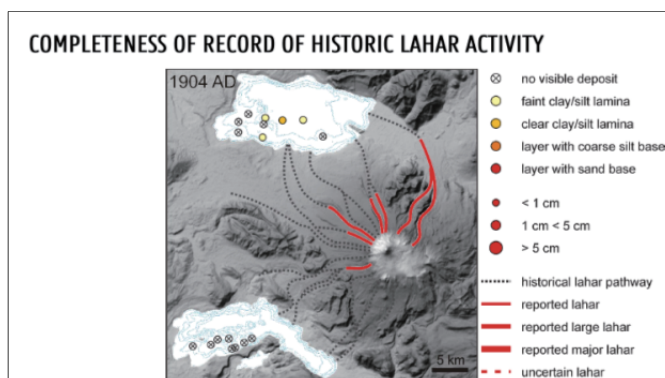 COMPLETENESS OF RECORD OF HISTORIC LAHAR ACTIVITY
1904 AD
no visible deposit
faint clay/silt lamina
clear clay/silt lamina
layer with coarse silt base
layer with sand base
< 1 cm
1 cm < 5 cm
> 5 cm
historical lahar pathway
reported lahar
reported large lahar
reported major lahar
uncertain lahar
5 km